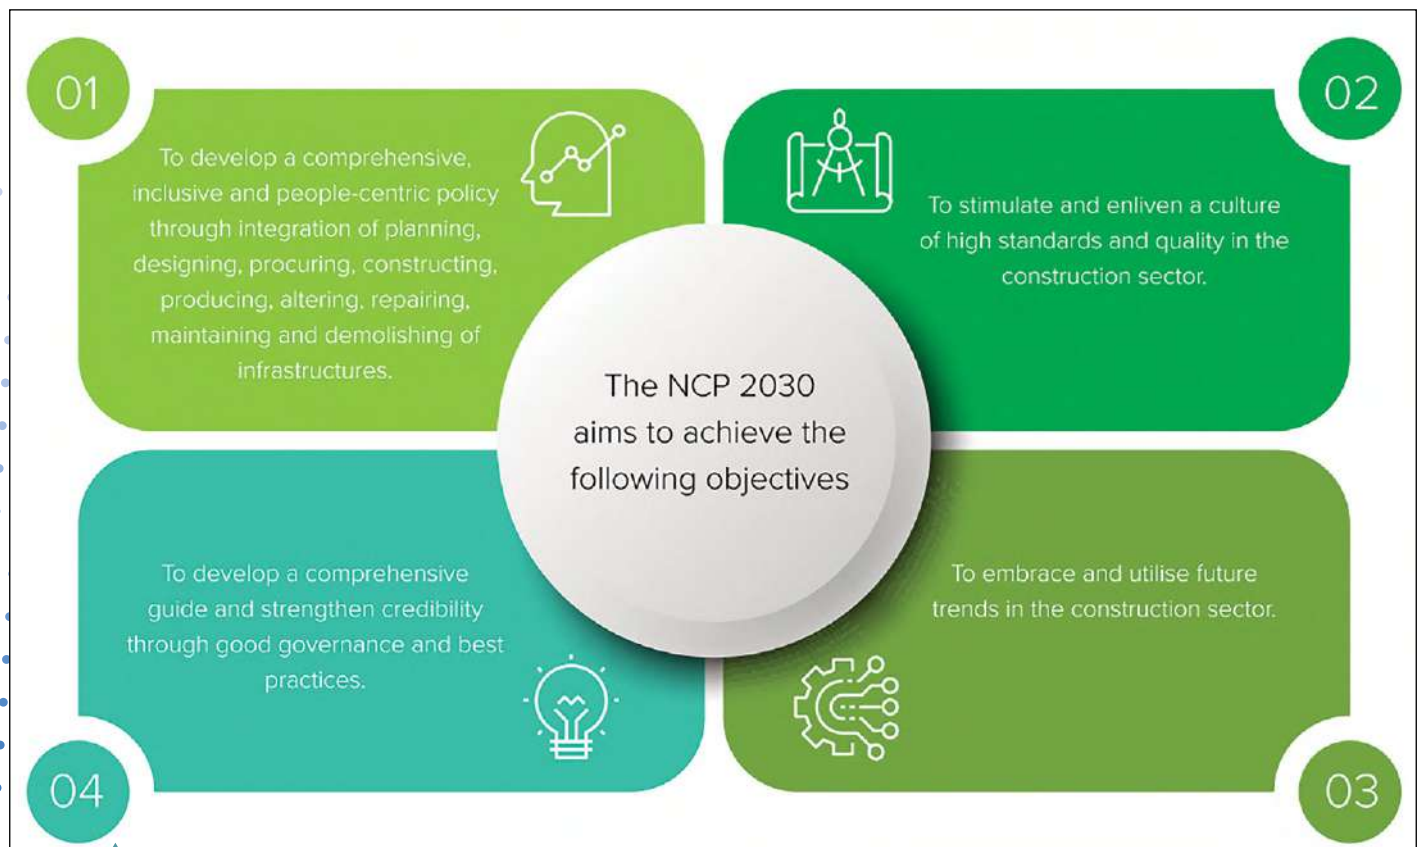 01
To develop a comprehensive,
inclusive and people-centric policy
through integration of planning,
designing, procuring, constructing,
producing, altering, repairing,
maintaining and demolishing of
infrastructures.
02
To stimulate and enliven a culture
of high standards and quality in the
construction sector.
The NCP 2030
aims to achieve the
following objectives
To embrace and utilise future
trends in the construction sector.
03
To develop a comprehensive
guide and strengthen credibility
through good governance and best
practices.
04